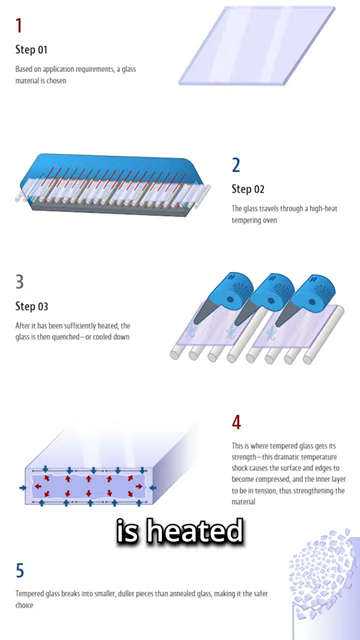 1
Step 01
Based on application requirements, a glass
material is chosen
2
Step 02
The glass travels through a high-heat
tempering oven
3
Step 03
After it has been sufficiently heated, the
glass is then quenched—or cooled down
4
This is where tempered glass gets its
strength—this dramatic temperature
shock causes the surface and edges to
become compressed, and the inner layer
to be in tension, thus strengthening the
material
is heated
5
Tempered glass breaks into smaller, duller pieces than annealed glass, making it the safer
choice